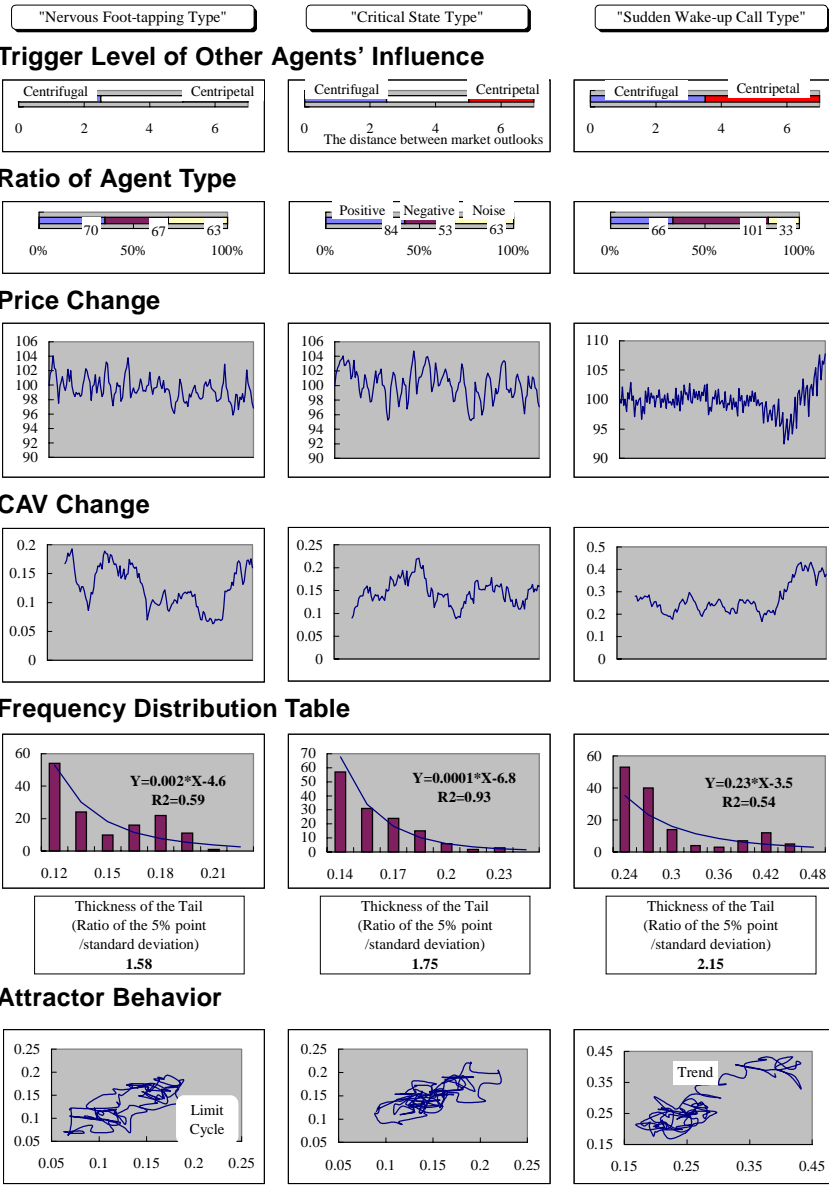 "Nervous Foot-tapping Type" "Critical State Type" "Sudden Wake-up Call Type"
Trigger Level of Other Agents' Influence
Centrifugal Centripetal Centrifugal Centripetal Centrifugal Centripetal
0 2 4 6 0 2 4 6 0 2 4 6
The distance between market outlooks
Ratio of Agent Type
Positive Negative Noise
70 67 63 84 53 63 66 101 33
0% 50% 100% 0% 50% 100% 0% 50% 100%
Price Change
106 104 102 100 98 96 94 92 90
106 104 102 100 98 96 94 92 90
110 105 100 95 90
CAV Change
0.2 0.15 0.1 0.05 0
0.25 0.2 0.15 0.1 0.05 0
0.5 0.4 0.3 0.2 0.1 0
Frequency Distribution Table
60 40 20 0
Y=0.002*X-4.6
R2=0.59
0.12 0.15 0.18 0.21
70 60 50 40 30 20 10 0
Y=0.0001*X-6.8
R2=0.93
0.14 0.17 0.2 0.23
60 40 20 0
Y=0.23*X-3.5
R2=0.54
0.24 0.3 0.36 0.42 0.48
Thickness of the Tail
(Ratio of the 5% point
/standard deviation)
1.58
Thickness of the Tail
(Ratio of the 5% point
/standard deviation)
1.75
Thickness of the Tail
(Ratio of the 5% point
/standard deviation)
2.15
Attractor Behavior
0.25 0.2 0.15 0.1 0.05
Limit
Cycle
0.05 0.1 0.15 0.2 0.25
0.25 0.2 0.15 0.1 0.05
0.05 0.1 0.15 0.2 0.25
0.45 0.35 0.25 0.15
Trend
0.15 0.25 0.35 0.45